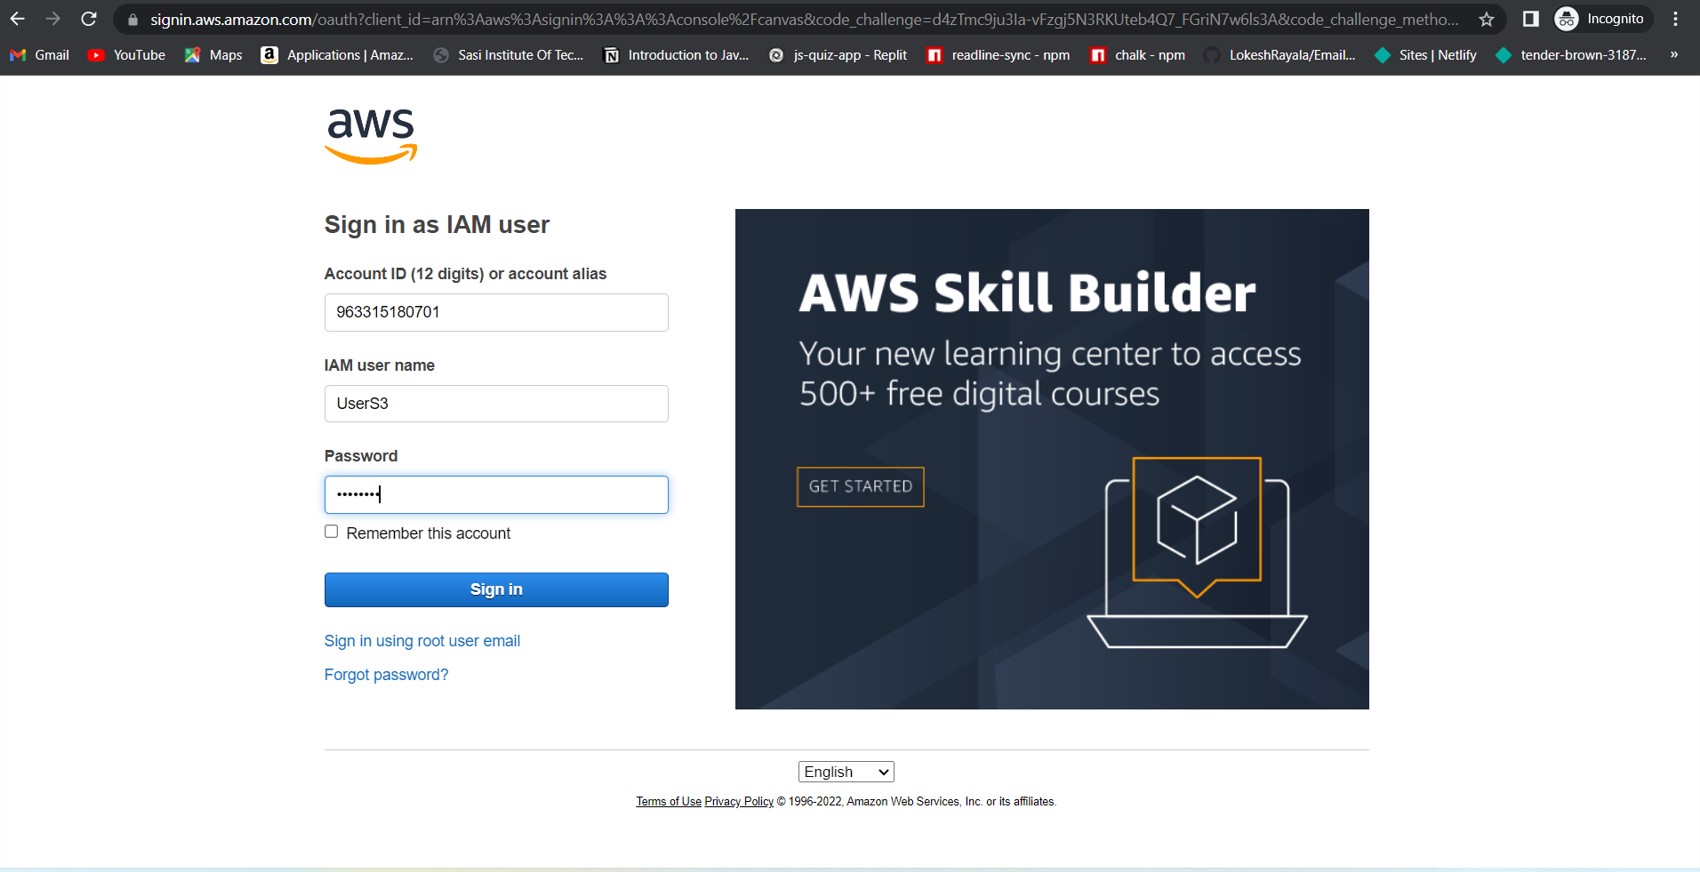 signin.aws.amazon.com/oauth?client_id=arn%3Aaws%3Asignin%3A%3A%3Aconsole%2Fcanvas&code_challenge=d4zTmc9ju3Ia-vFzgj5N3RKUteb4Q7_FGriN7w6ls3A&code_challenge_metho...
Incognito
Gmail
YouTube
Maps
Applications | Amaz...
Sasi Institute Of Tec...
Introduction to Jav...
js-quiz-app - Replit
readline-sync - npm
chalk - npm
LokeshRayala/Email...
Sites | Netlify
tender-brown-3187...
»
aws
Sign in as IAM user
Account ID (12 digits) or account alias
963315180701
IAM user name
UserS3
Password
••••••••
Remember this account
Sign in
Sign in using root user email
Forgot password?
AWS Skill Builder
Your new learning center to access
500+ free digital courses
GET STARTED
English
Terms of Use Privacy Policy © 1996-2022, Amazon Web Services, Inc. or its affiliates.